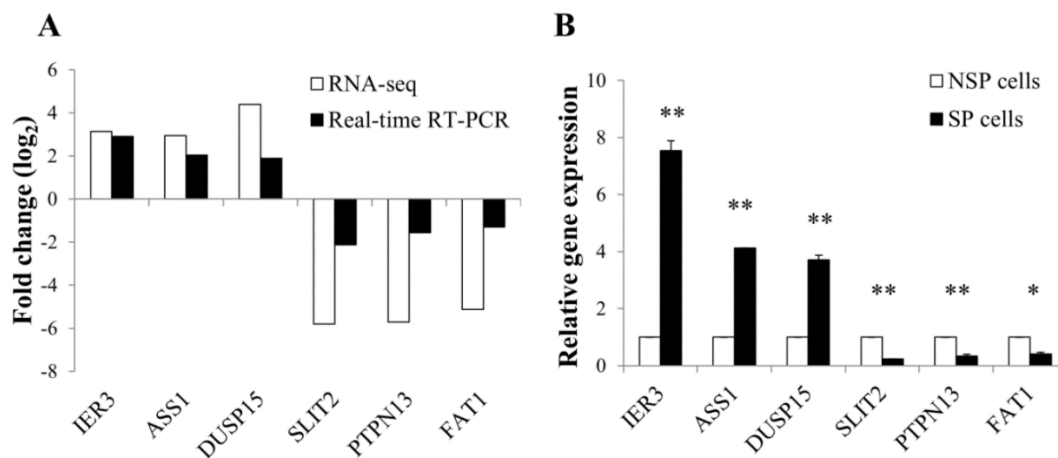 A
Fold change (log2)
6
4
2
0
-2
-4
-6
-8
RNA-seq
Real-time RT-PCR
IER3
ASS1
DUSP15
SLIT2
PTPN13
FAT1
B
Relative gene expression
10
8
6
4
2
0
NSP cells
SP cells
**
**
**
**
**
*
IER3
ASS1
DUSP15
SLIT2
PTPN13
FAT1